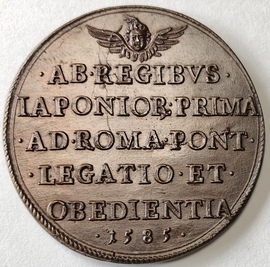 ·AB·REGIBVS·
IAPONIOR·PRIMA
·AD·ROMA·PONT·
·LEGATIO·ET·
OBEDIENTIA
·1585·